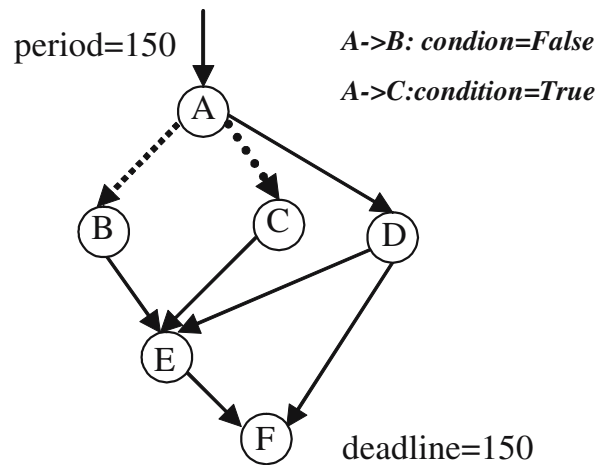 period=150
A->B: condion=False
A->C:condition=True
A
B
C
D
E
F
deadline=150